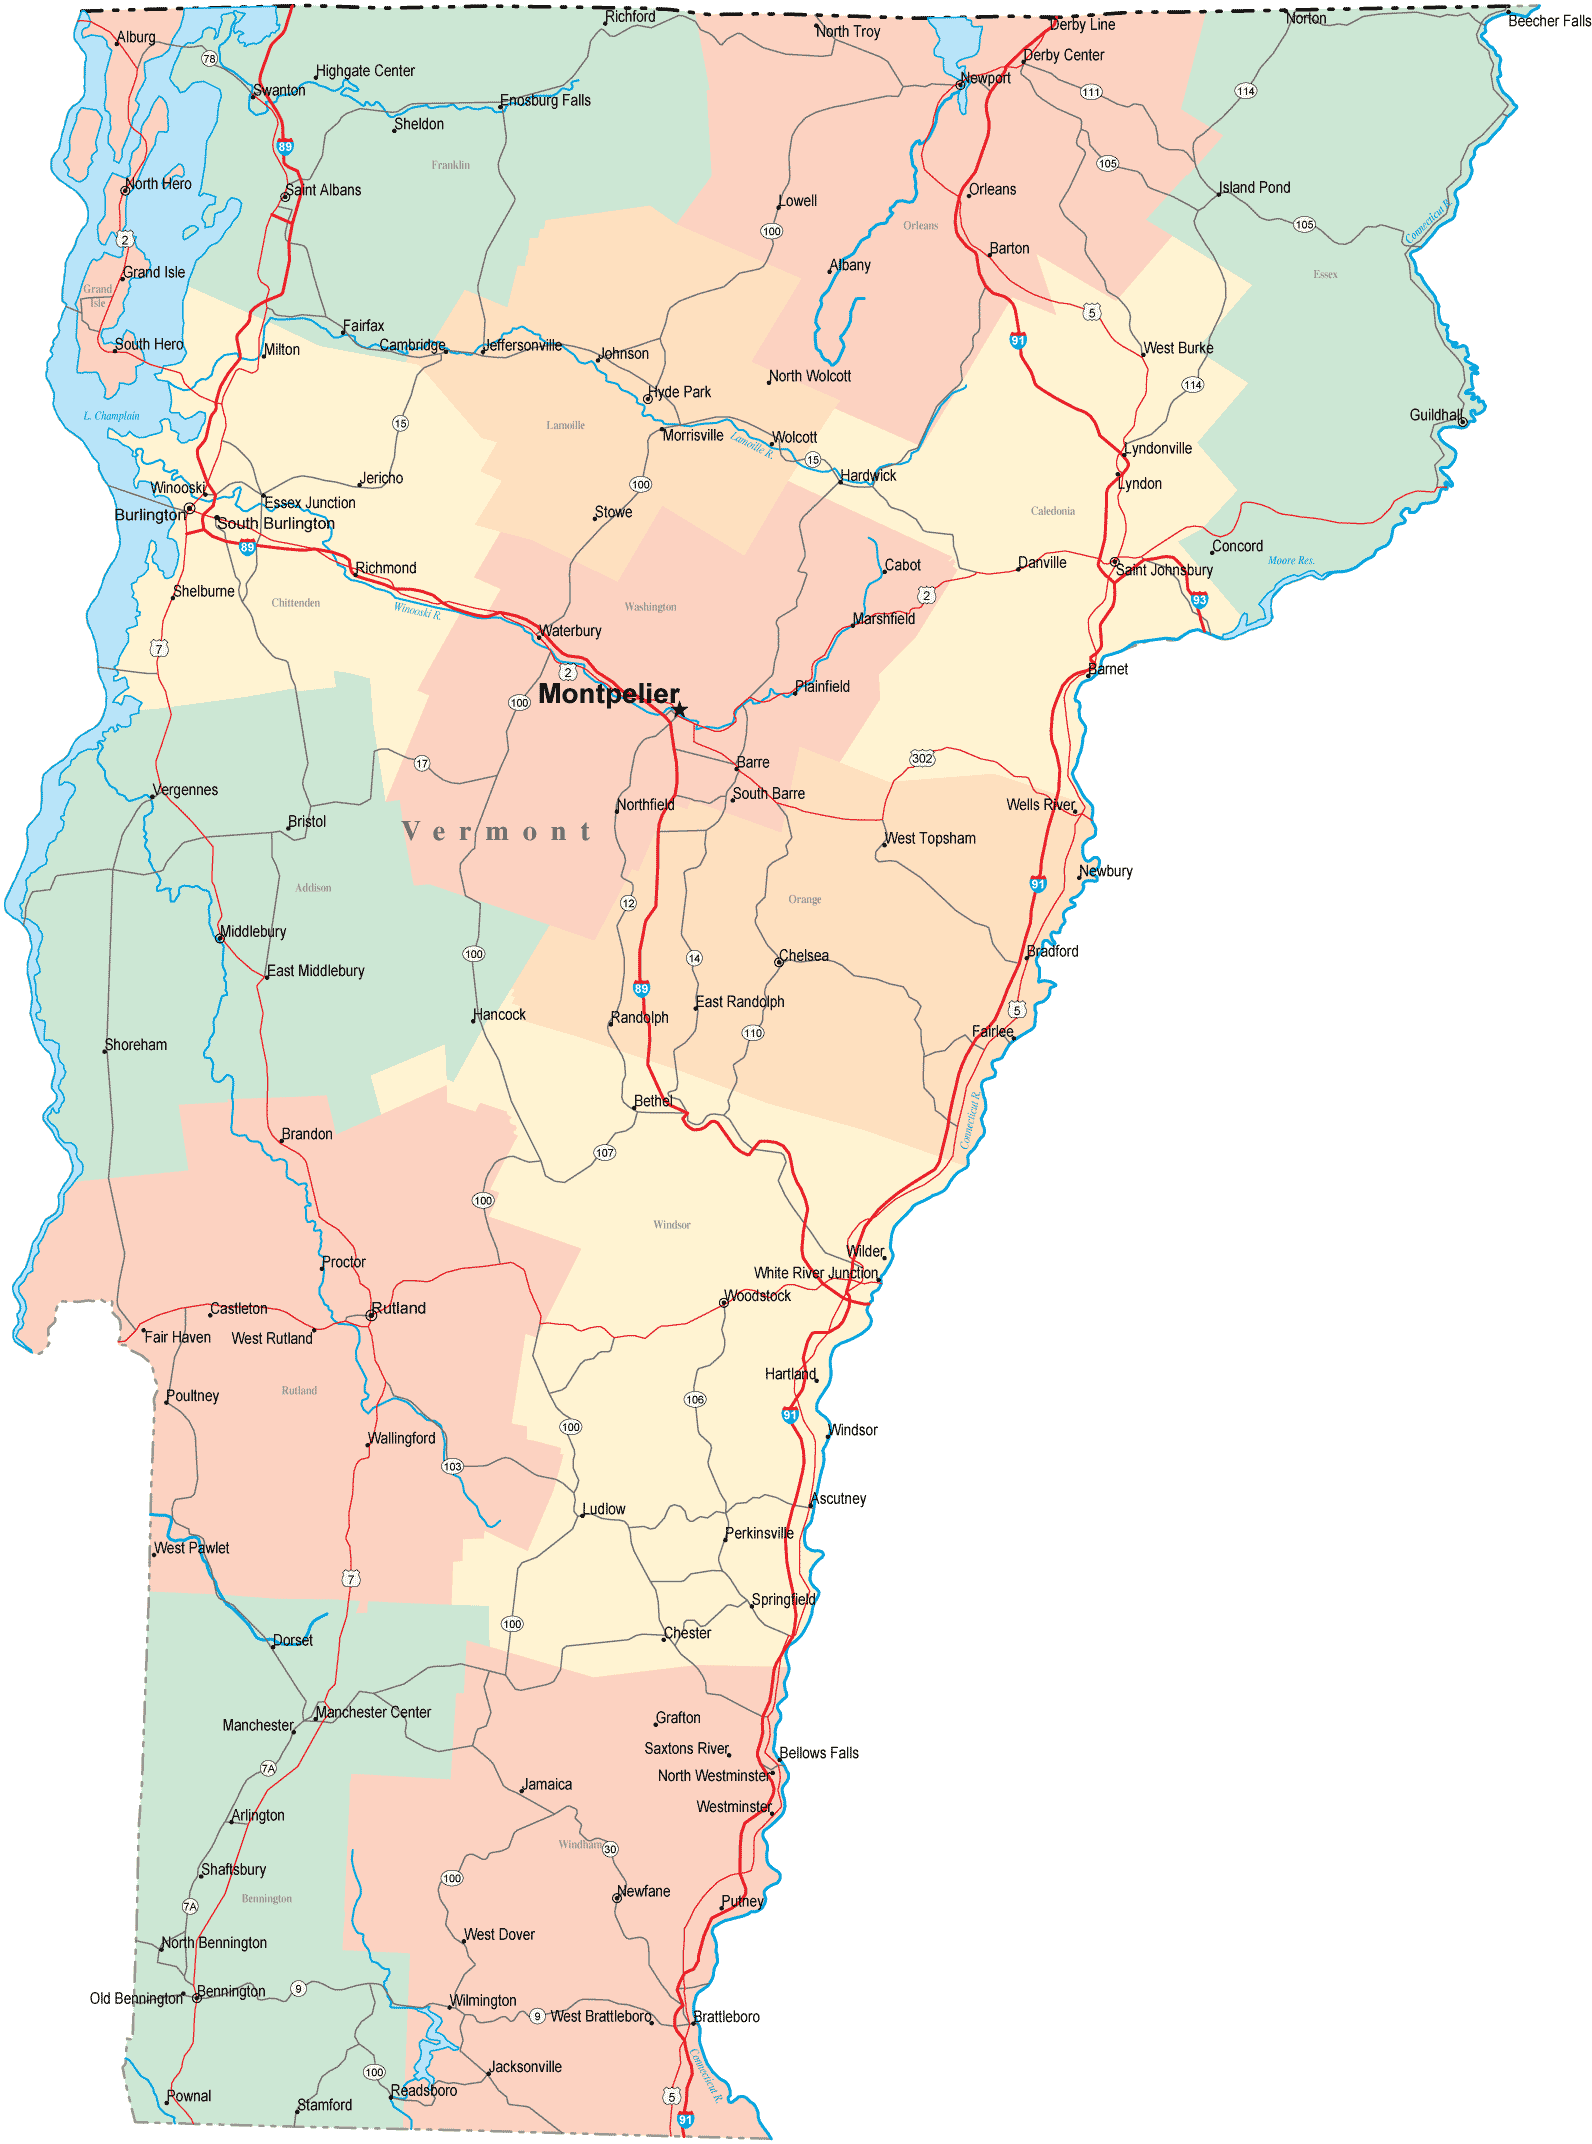 Richford
North Troy
Derby Line
Norton
Beecher Falls
Alburg
78
Highgate Center
Derby Center
Swanton
Newport
Enosburg Falls
111
114
Sheldon
89
Franklin
105
North Hero
Saint Albans
Orleans
Island Pond
Lowell
Connecticut R.
2
100
Orleans
105
Grand Isle
Albany
Barton
Essex
Grand
Isle
5
Fairfax
South Hero
Milton
Cambridge
Jeffersonville
Johnson
91
West Burke
North Wolcott
114
Hyde Park
L. Champlain
15
Lamoille
Guildhall
Morrisville
Wolcott
Lamoille R.
15
Lyndonville
Hardwick
Lyndon
Jericho
Winooski
100
Essex Junction
Burlington
South Burlington
Stowe
Caledonia
89
Concord
Moore Res.
Richmond
Cabot
Danville
Saint Johnsbury
Shelburne
Chittenden
Winooski R.
Washington
2
93
Marshfield
Waterbury
7
2
Barnet
Plainfield
Montpelier
100
17
Barre
302
Vergennes
South Barre
Northfield
Wells River
Bristol
Vermont
West Topsham
Newbury
Addison
91
12
Orange
Middlebury
100
14
Chelsea
Bradford
East Middlebury
89
East Randolph
5
Hancock
Randolph
110
Fairlee
Shoreham
Bethel
Connecticut R.
Brandon
107
100
Windsor
Proctor
Wilder
White River Junction
Castleton
Rutland
Woodstock
Fair Haven
West Rutland
Rutland
Hartland
Poultney
106
91
100
Windsor
Wallingford
103
Ascutney
Ludlow
West Pawlet
Perkinsville
7
Springfield
100
Dorset
Chester
Manchester Center
Manchester
Grafton
Saxtons River
Bellows Falls
7A
North Westminster
Jamaica
Westminster
Arlington
Windham
30
Shaftsbury
100
Bennington
Newfane
7A
Putney
North Bennington
West Dover
Old Bennington
Bennington
9
Wilmington
9
West Brattleboro
Brattleboro
Connecticut R.
100
Jacksonville
Pownal
Readsboro
5
Stamford
91